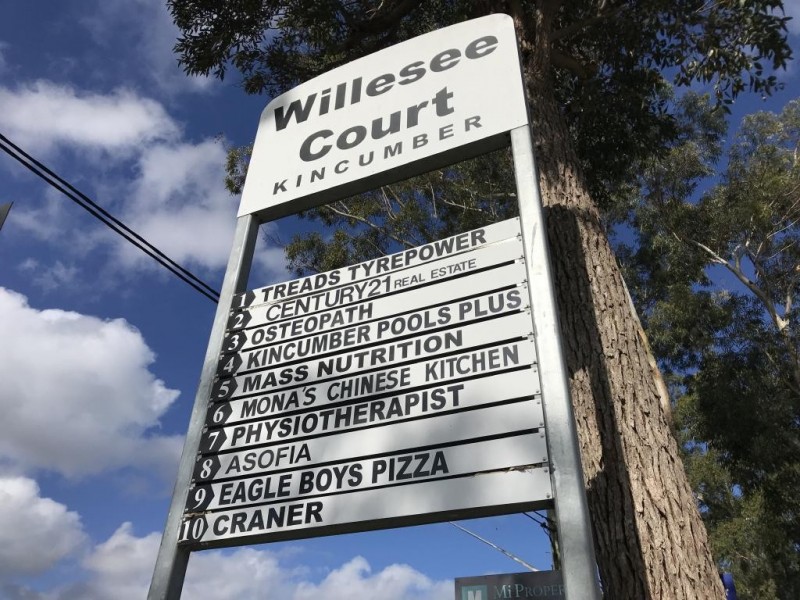 Willesee
Court
KINCUMBER
1 TREADS TYREPOWER
2 CENTURY21 REAL ESTATE
3 OSTEOPATH
4 KINCUMBER POOLS PLUS
5 MASS NUTRITION
6 MONA'S CHINESE KITCHEN
7 PHYSIOTHERAPIST
8 ASOFIA
9 EAGLE BOYS PIZZA
10 CRANER